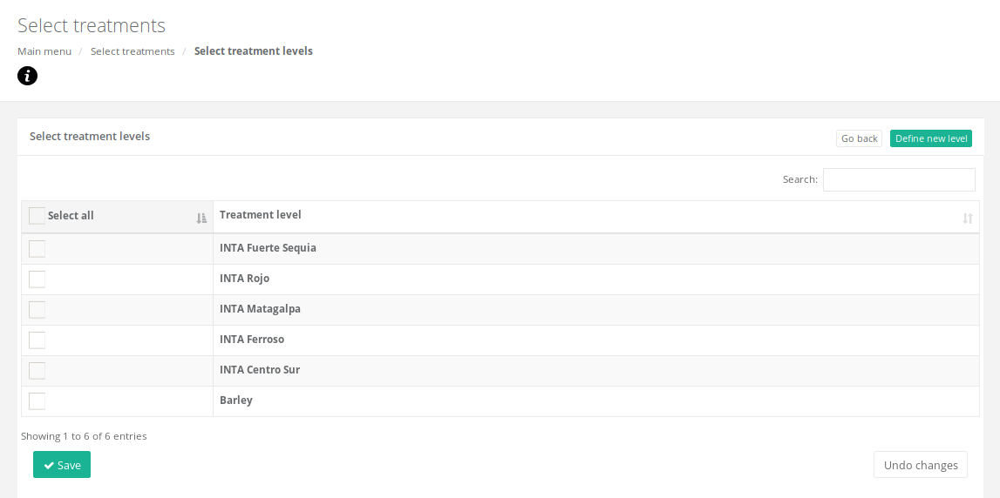 Select treatments
Main menu / Select treatments / Select treatment levels
i
Select treatment levels
Go back
Define new level
Search:
Select all
Treatment level
INTA Fuerte Sequia
INTA Rojo
INTA Matagalpa
INTA Ferroso
INTA Centro Sur
Barley
Showing 1 to 6 of 6 entries
Save
Undo changes